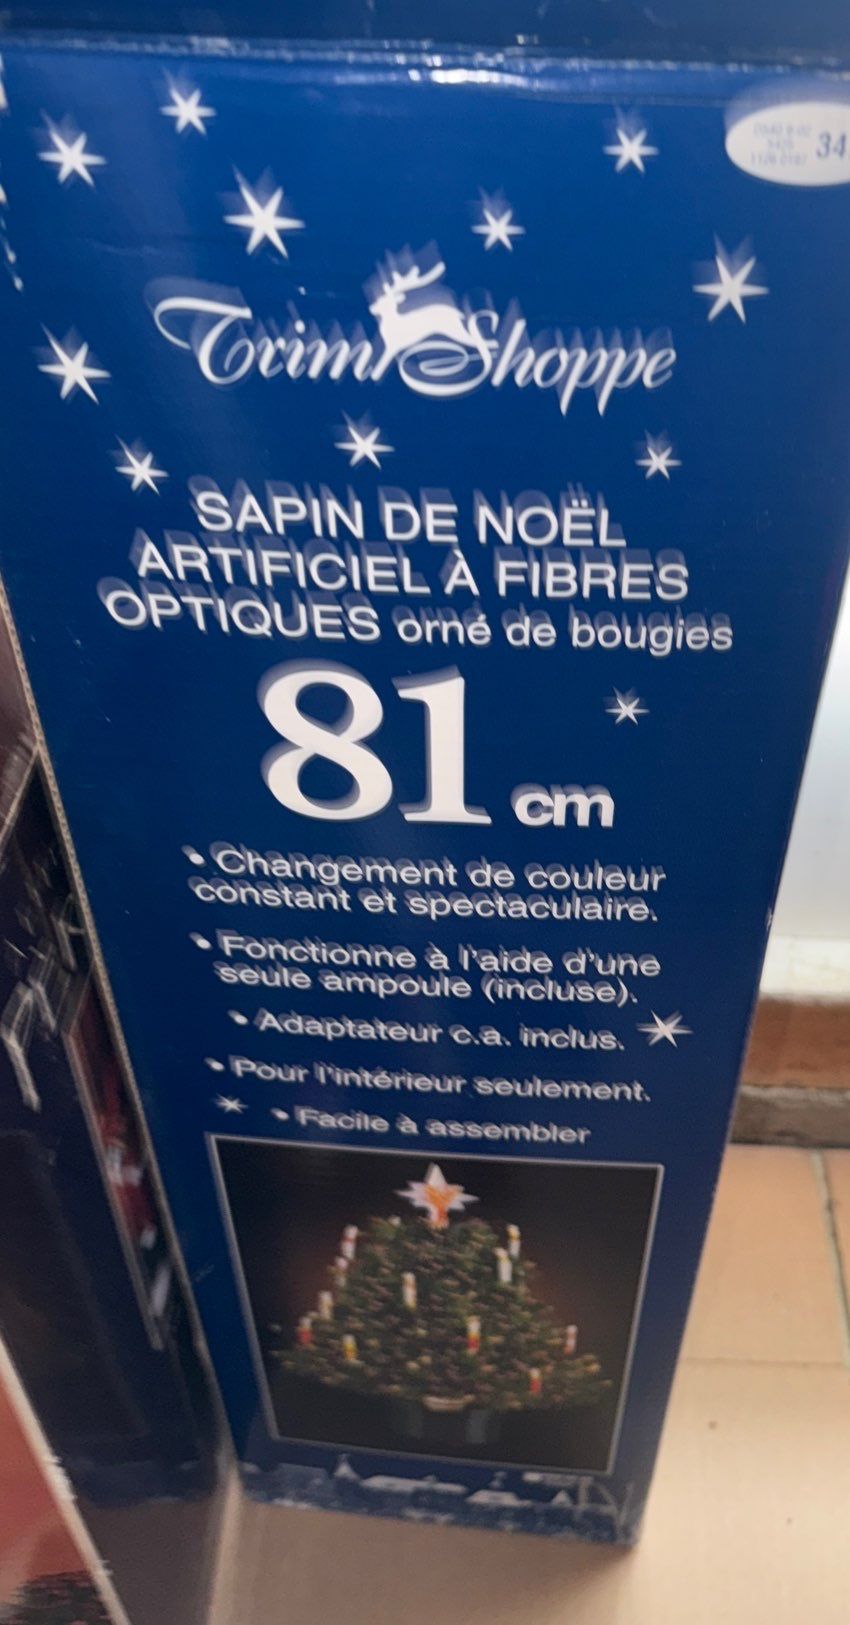 34
Trim Shoppe
SAPIN DE NOËL
ARTIFICIEL À FIBRES
OPTIQUES orné de bougies
81 cm
• Changement de couleur
constant et spectaculaire.
• Fonctionne à l'aide d'une
seule ampoule (incluse).
• Adaptateur c.a. inclus.
• Pour l'intérieur seulement.
• Facile à assembler